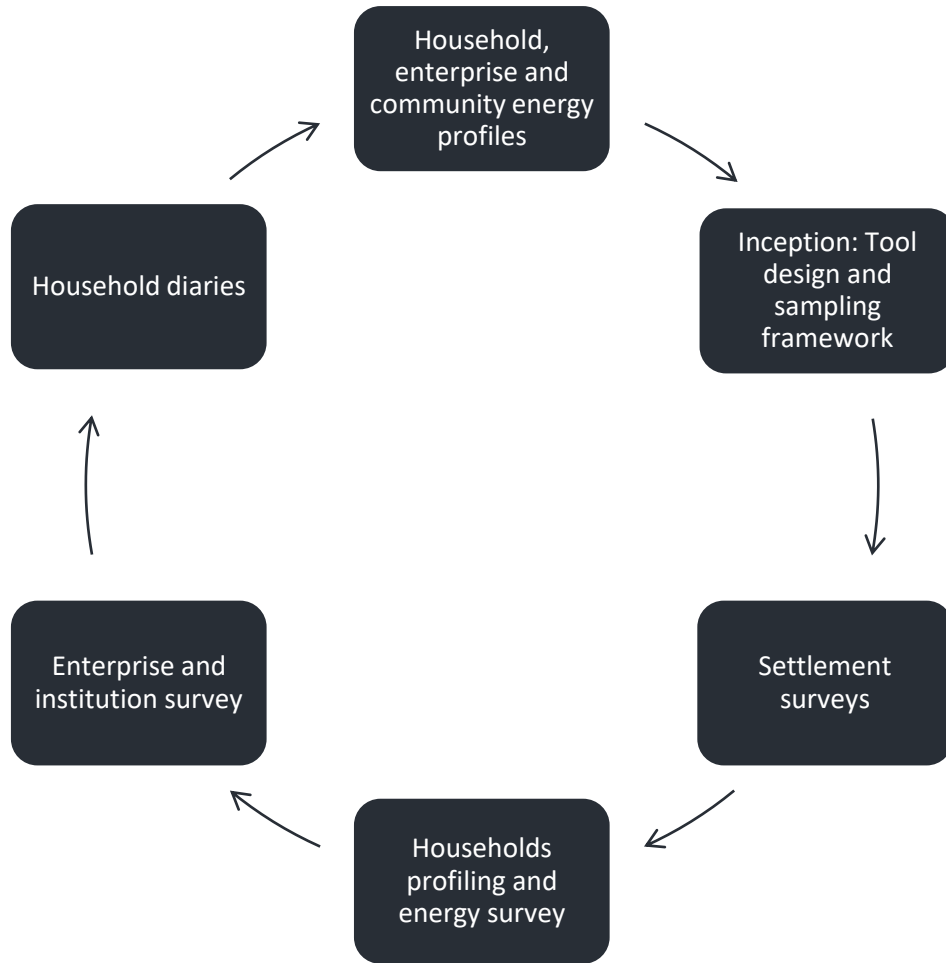 Household,
enterprise and
community energy
profiles
Inception: Tool
design and
sampling
framework
Settlement
surveys
Households
profiling and
energy survey
Enterprise and
institution survey
Household diaries